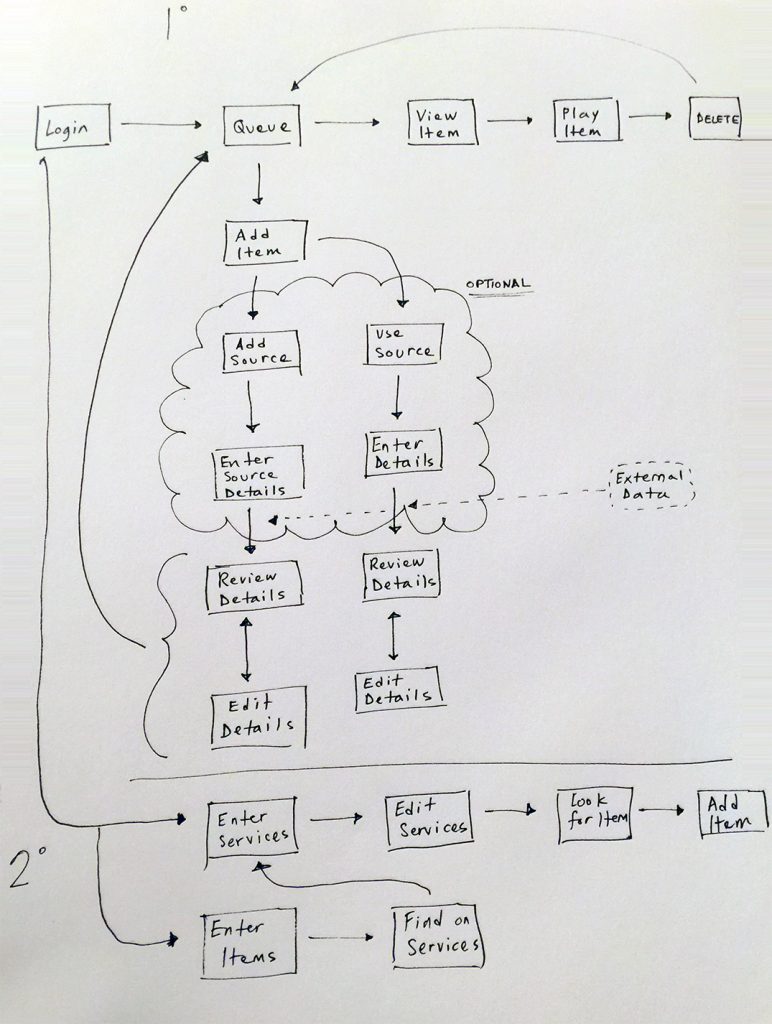 1°
Login
Queue
View
Item
Play
Item
DELETE
Add
Item
OPTIONAL
Add
Source
Use
Source
Enter
Source
Details
Enter
Details
External
Data
Review
Details
Review
Details
Edit
Details
Edit
Details
2°
Enter
Services
Edit
Services
Look
for Item
Add
Item
Enter
Items
Find on
Services